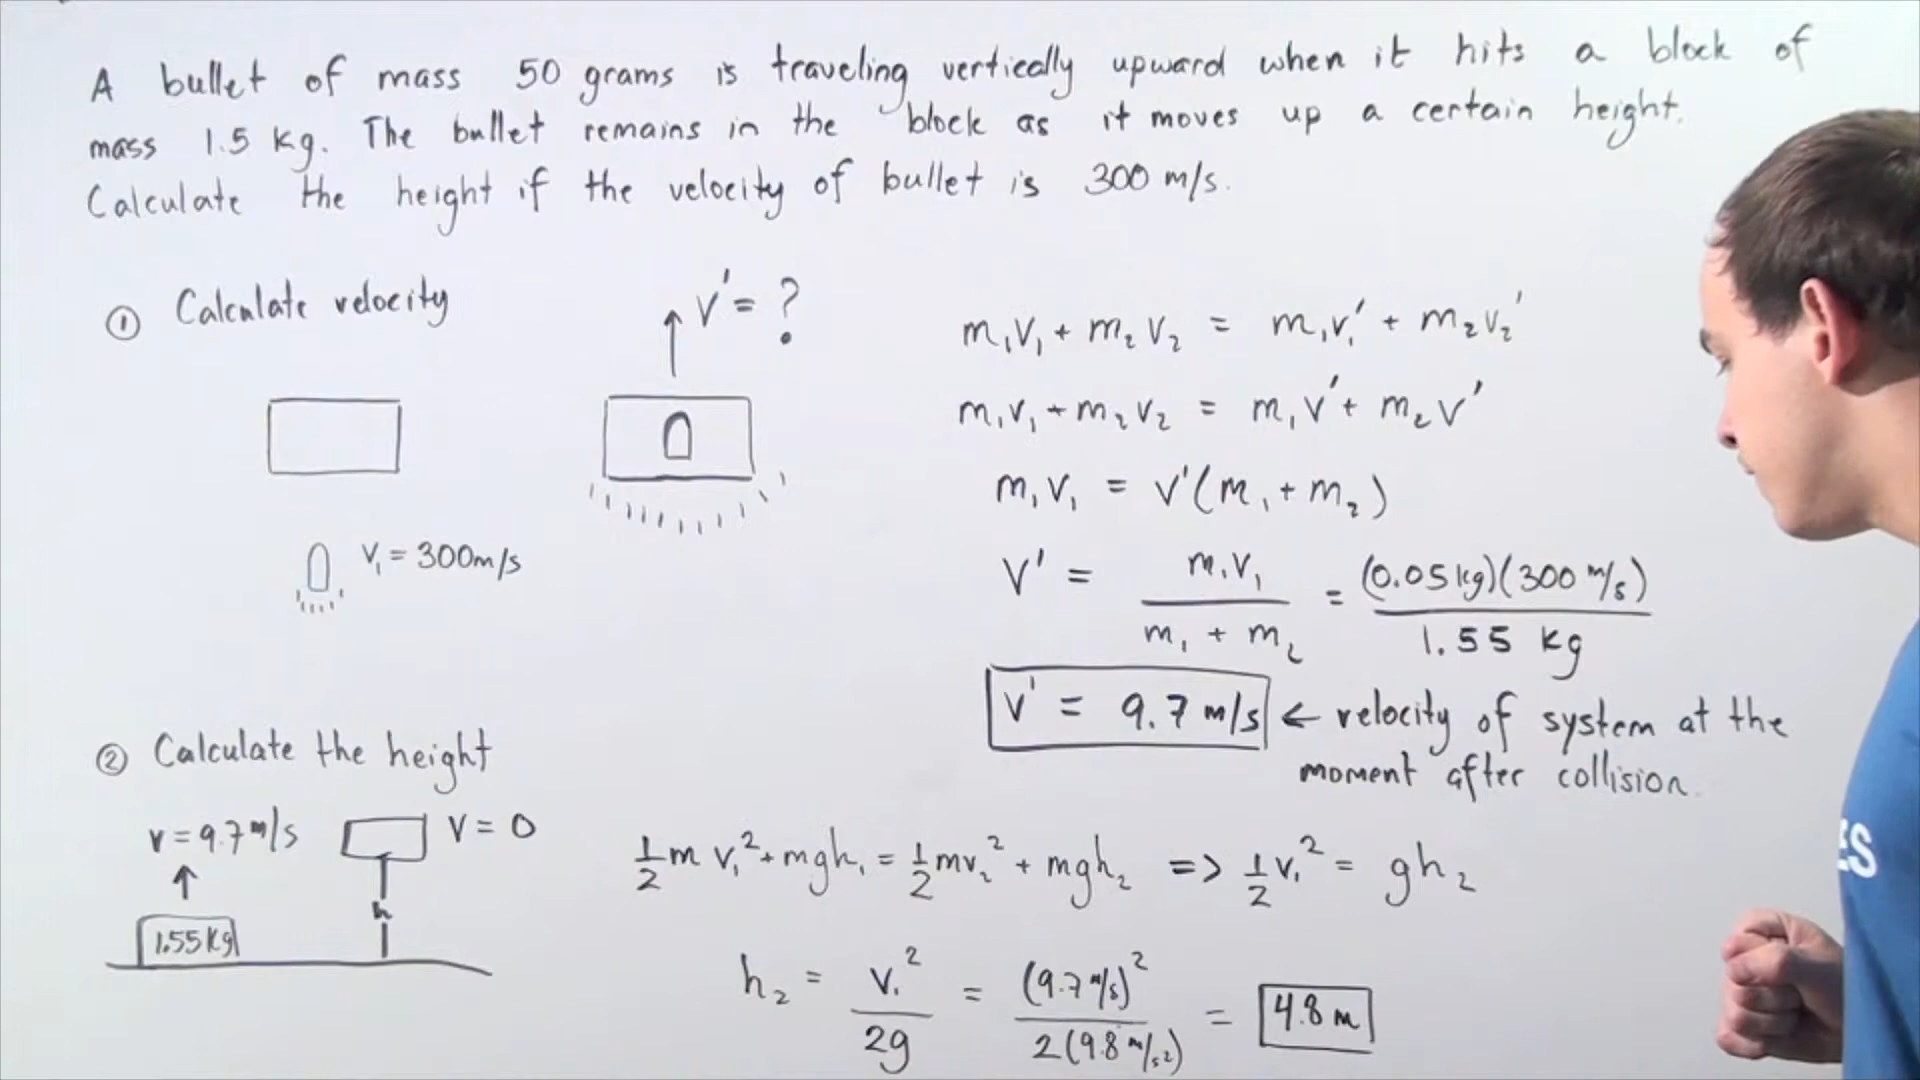 A bullet of mass 50 grams is traveling vertically upward when it hits a block of
mass 1.5 kg. The bullet remains in the block as it moves up a certain height.
Calculate the height if the velocity of bullet is 300 m/s.
① Calculate velocity
V' = ?
V₁ = 300m/s
m₁V₁ + m₂V₂ = m₁v₁' + m₂v₂'
m₁v₁ + m₂v₂ = m₁v' + m₂v'
m₁v₁ = v'(m₁ + m₂)
V' = m₁v₁ / m₁ + m₂ = (0.05kg)(300 m/s) / 1.55 kg
v' = 9.7 m/s ← velocity of system at the
moment after collision.
② Calculate the height
v = 9.7 m/s
V = 0
h
1.55kg
½mv₁² + mgh₁ = ½mv₂² + mgh₂ => ½v₁² = gh₂
h₂ = v₁² / 2g = (9.7 m/s)² / 2(9.8 m/s²) = 4.8 m
ES